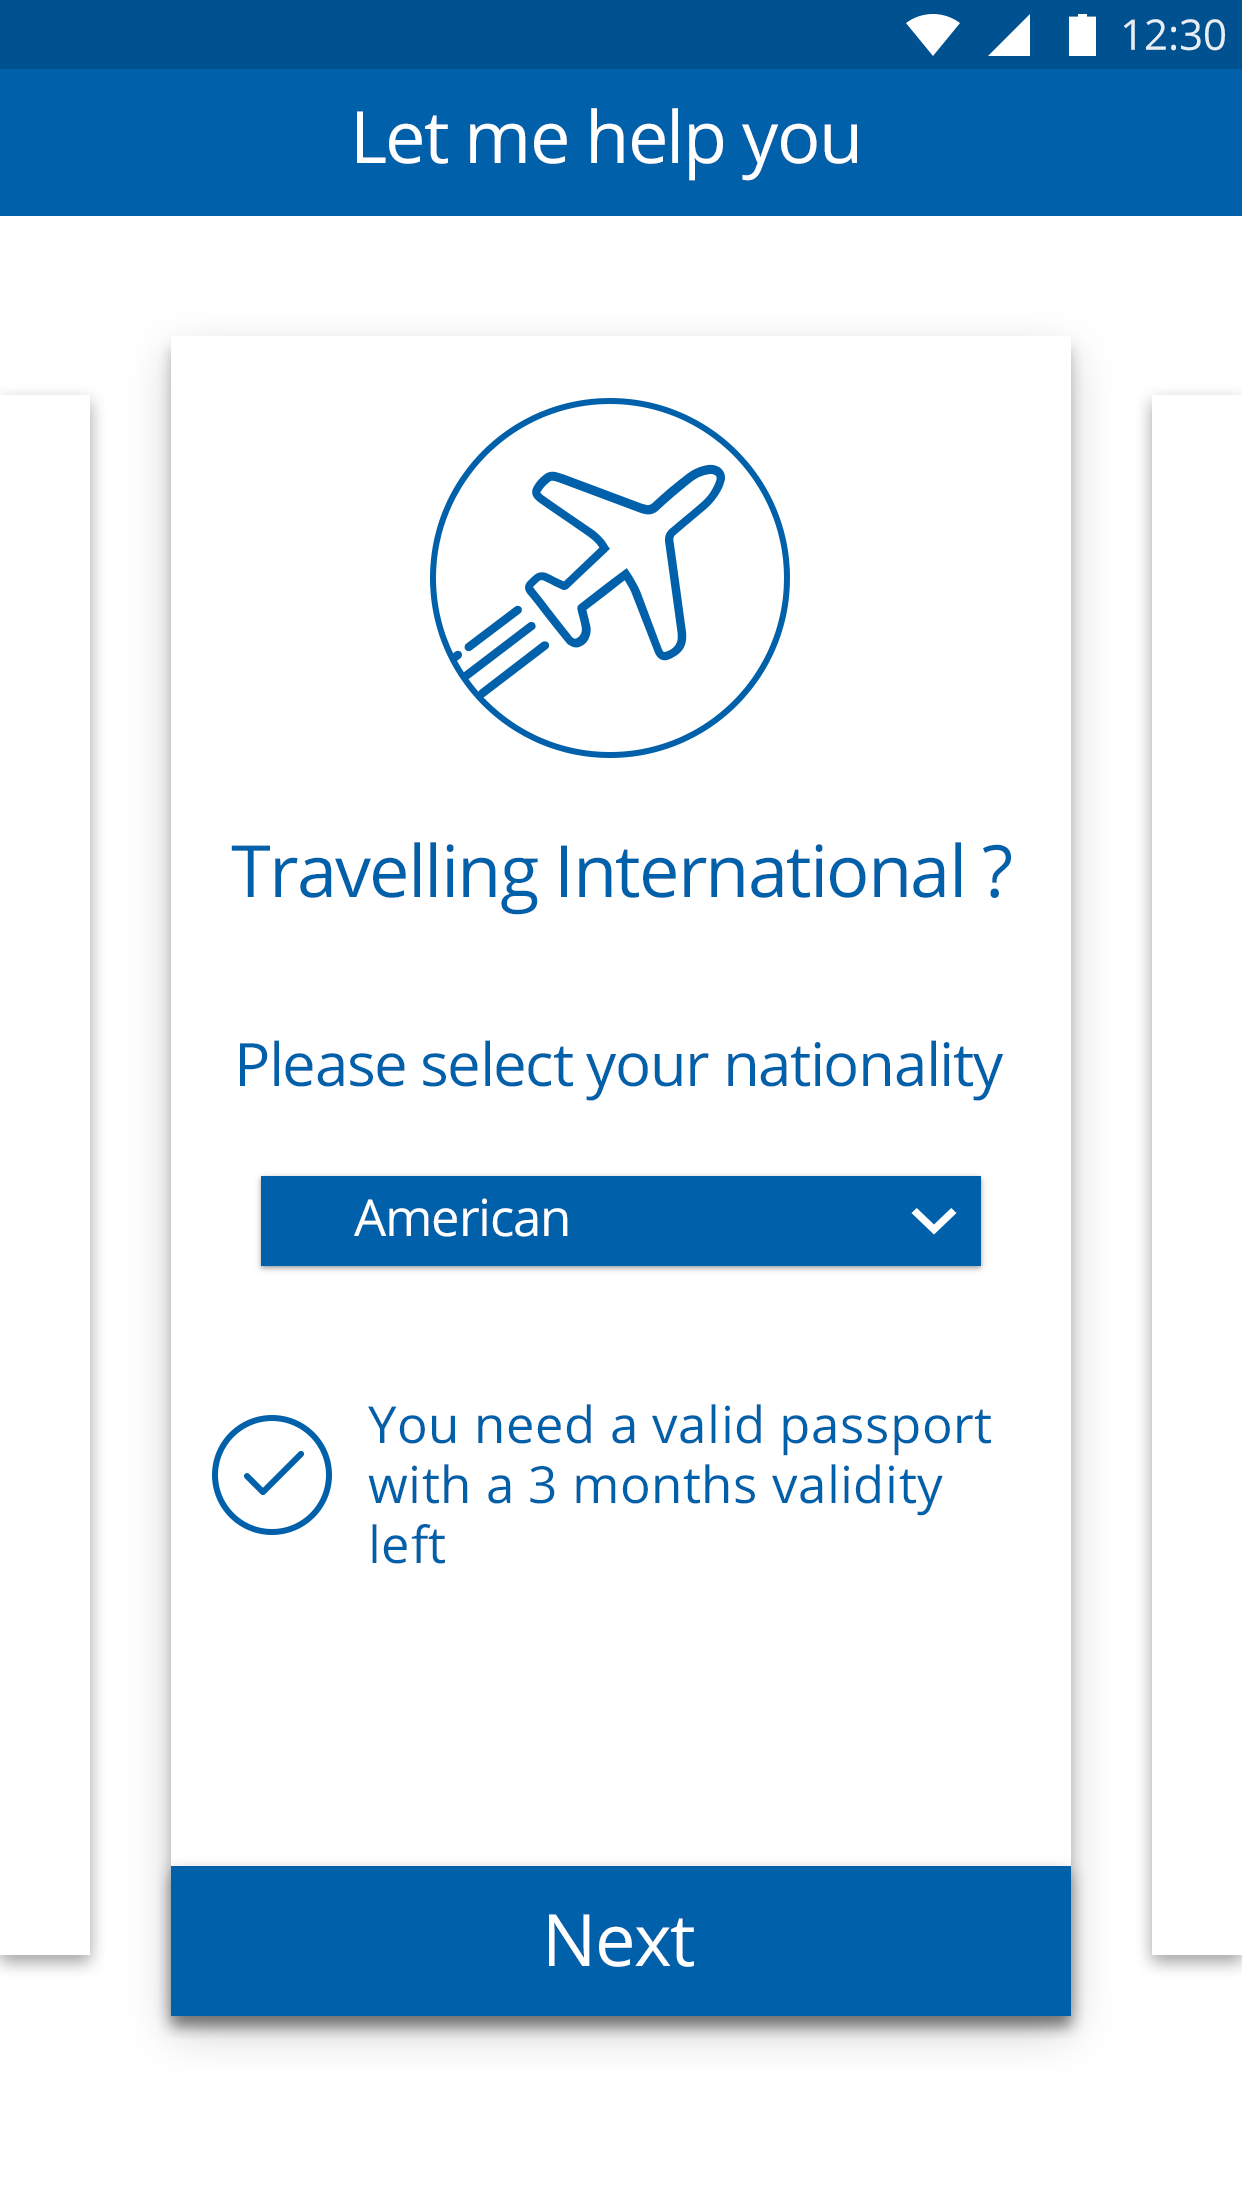 12:30
Let me help you
Travelling International ?
Please select your nationality
American
You need a valid passport
with a 3 months validity
left
Next